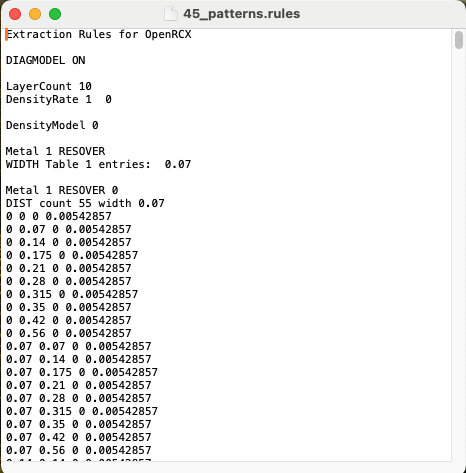 45_patterns.rules
Extraction Rules for OpenRCX
DIAGMODEL ON
LayerCount 10
DensityRate 1  0
DensityModel 0
Metal 1 RESOVER
WIDTH Table 1 entries:  0.07
Metal 1 RESOVER 0
DIST count 55 width 0.07
0 0 0 0.00542857
0 0.07 0 0.00542857
0 0.14 0 0.00542857
0 0.175 0 0.00542857
0 0.21 0 0.00542857
0 0.28 0 0.00542857
0 0.315 0 0.00542857
0 0.35 0 0.00542857
0 0.42 0 0.00542857
0 0.56 0 0.00542857
0.07 0.07 0 0.00542857
0.07 0.14 0 0.00542857
0.07 0.175 0 0.00542857
0.07 0.21 0 0.00542857
0.07 0.28 0 0.00542857
0.07 0.315 0 0.00542857
0.07 0.35 0 0.00542857
0.07 0.42 0 0.00542857
0.07 0.56 0 0.00542857